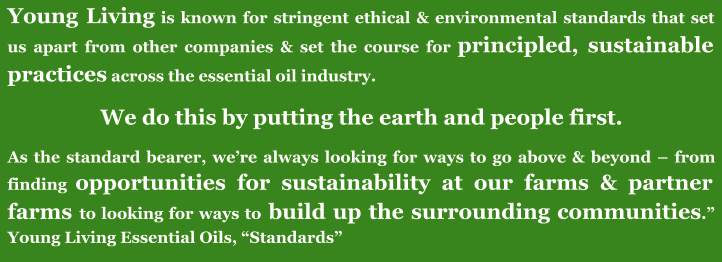 Young Living is known for stringent ethical & environmental standards that set
us apart from other companies & set the course for principled, sustainable
practices across the essential oil industry.
We do this by putting the earth and people first.
As the standard bearer, we’re always looking for ways to go above & beyond – from
finding opportunities for sustainability at our farms & partner
farms to looking for ways to build up the surrounding communities.”
Young Living Essential Oils, “Standards”